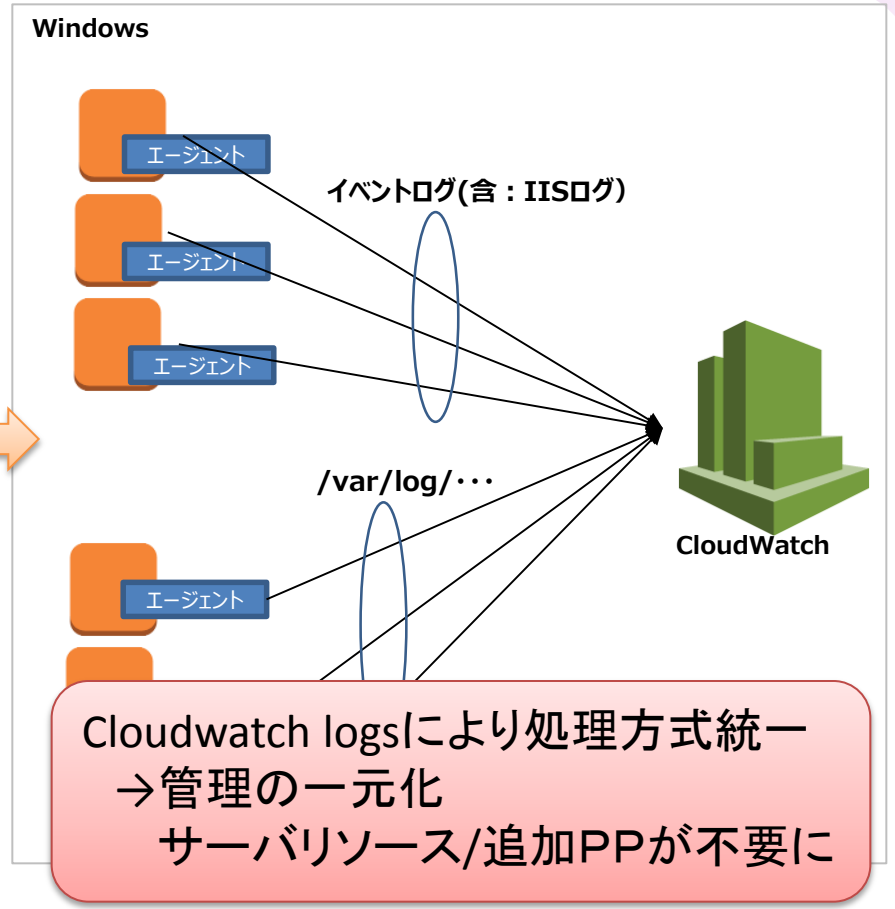 Windows
エージェント
イベントログ(含：IISログ)
エージェント
エージェント
/var/log/･･･
CloudWatch
エージェント
Cloudwatch logsにより処理方式統一
→管理の一元化
サーバリソース/追加PPが不要に